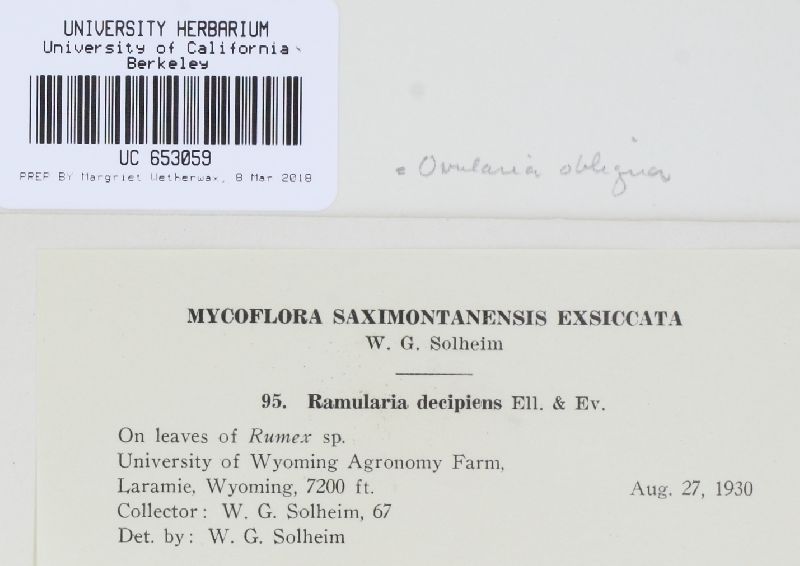 UNIVERSITY HERBARIUM
University of California
Berkeley
UC 653059
PREP BY Margriet Wetherwax, 8 Mar 2018
= Ovularia obliqua
MYCOFLORA SAXIMONTANENSIS EXSICCATA
W. G. Solheim
95. Ramularia decipiens Ell. & Ev.
On leaves of Rumex sp.
University of Wyoming Agronomy Farm,
Laramie, Wyoming, 7200 ft. Aug. 27, 1930
Collector: W. G. Solheim, 67
Det. by: W. G. Solheim